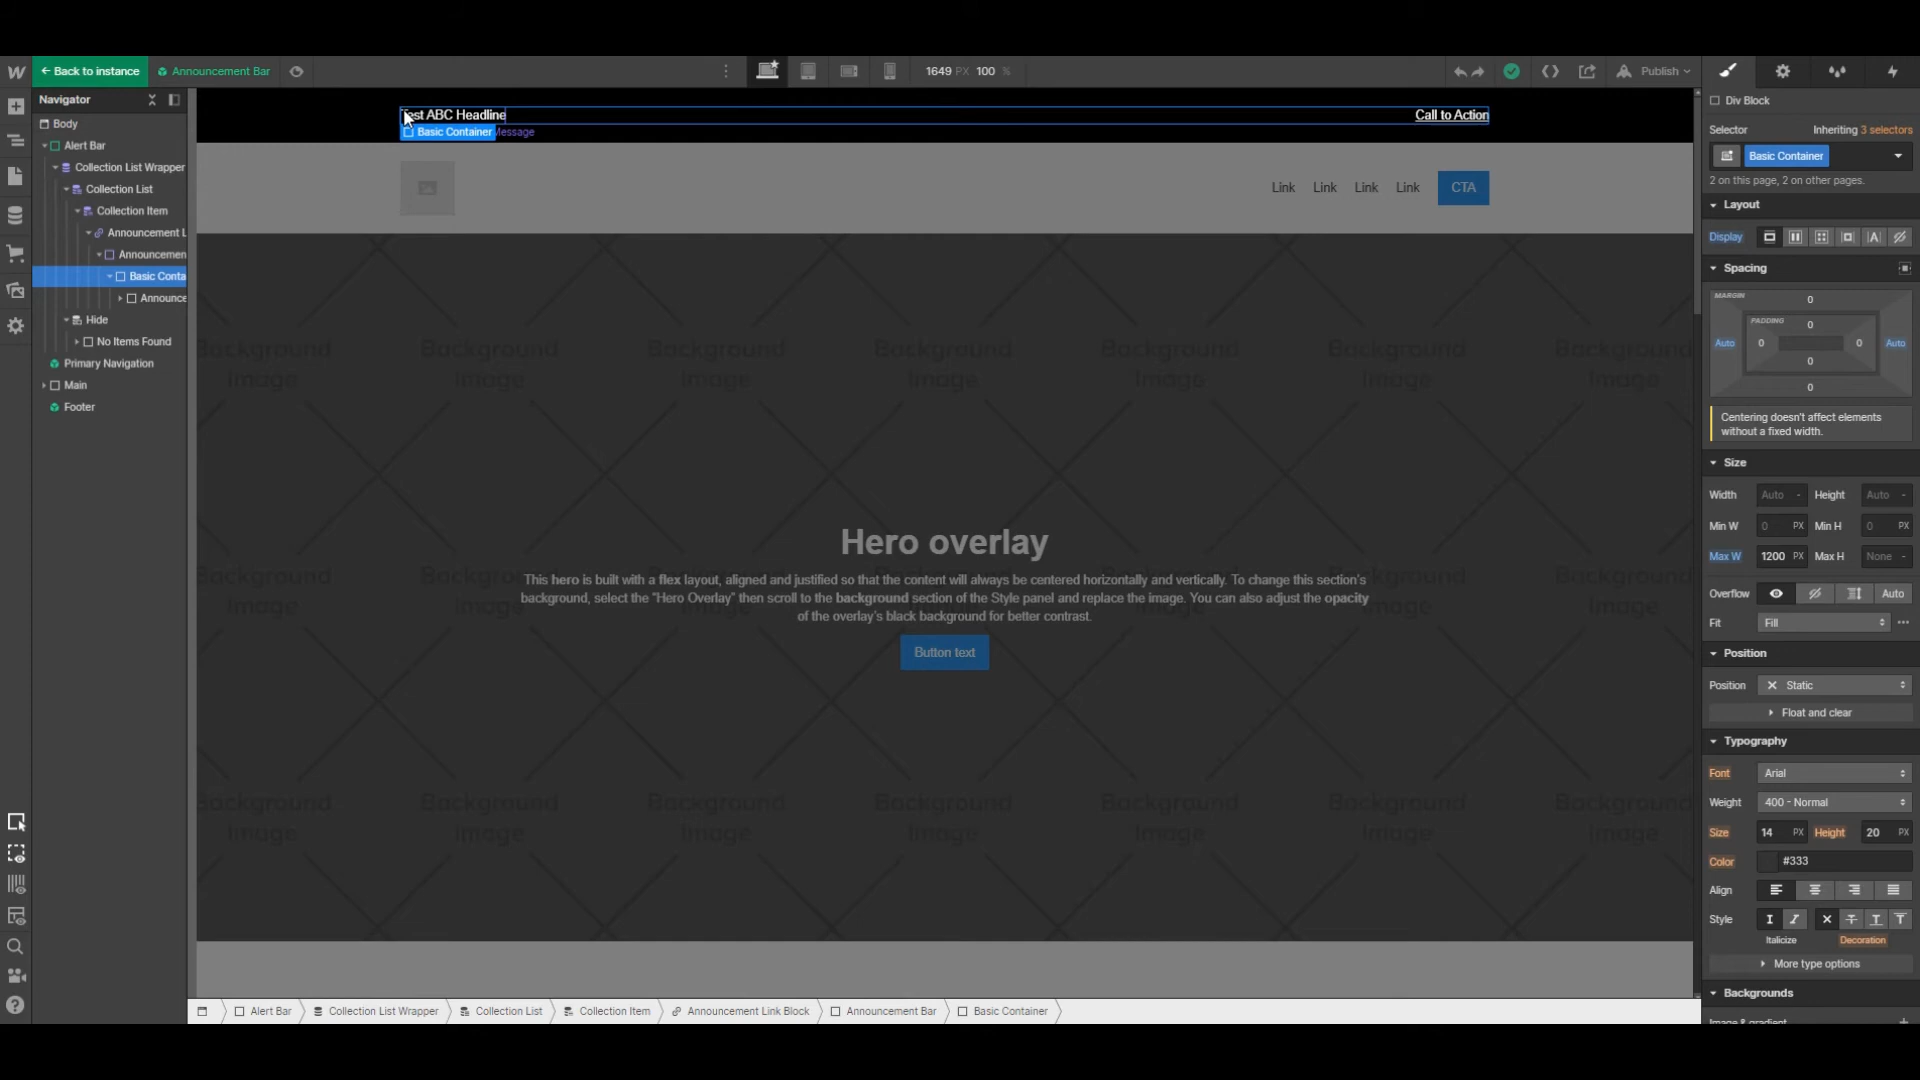 Back to instance
Announcement Bar
1649 PX 100 %
Publish
Navigator
Body
Alert Bar
Collection List Wrapper
Collection List
Collection Item
Announcement L
Announcemen
Basic Conta
Announce
Hide
No Items Found
Primary Navigation
Main
Footer
Test ABC Headline
Call to Action
Basic Container
Message
Link Link Link Link CTA
Background Image
Hero overlay
This hero is built with a flex layout, aligned and justified so that the content will always be centered horizontally and vertically. To change this section's
background, select the "Hero Overlay" then scroll to the background section of the Style panel and replace the image. You can also adjust the opacity
of the overlay's black background for better contrast.
Button text
Div Block
Selector Inheriting 3 selectors
Basic Container
2 on this page, 2 on other pages.
Layout
Display
Spacing
MARGIN
0
PADDING
0
Auto 0 0 Auto
0
0
Centering doesn't affect elements
without a fixed width.
Size
Width Auto - Height Auto -
Min W 0 PX Min H 0 PX
Max W 1200 PX Max H None -
Overflow Auto
Fit Fill
Position
Position Static
Float and clear
Typography
Font Arial
Weight 400 - Normal
Size 14 PX Height 20 PX
Color #333
Align
Style
Italicize Decoration
More type options
Backgrounds
Image & gradient
Alert Bar Collection List Wrapper Collection List Collection Item Announcement Link Block Announcement Bar Basic Container